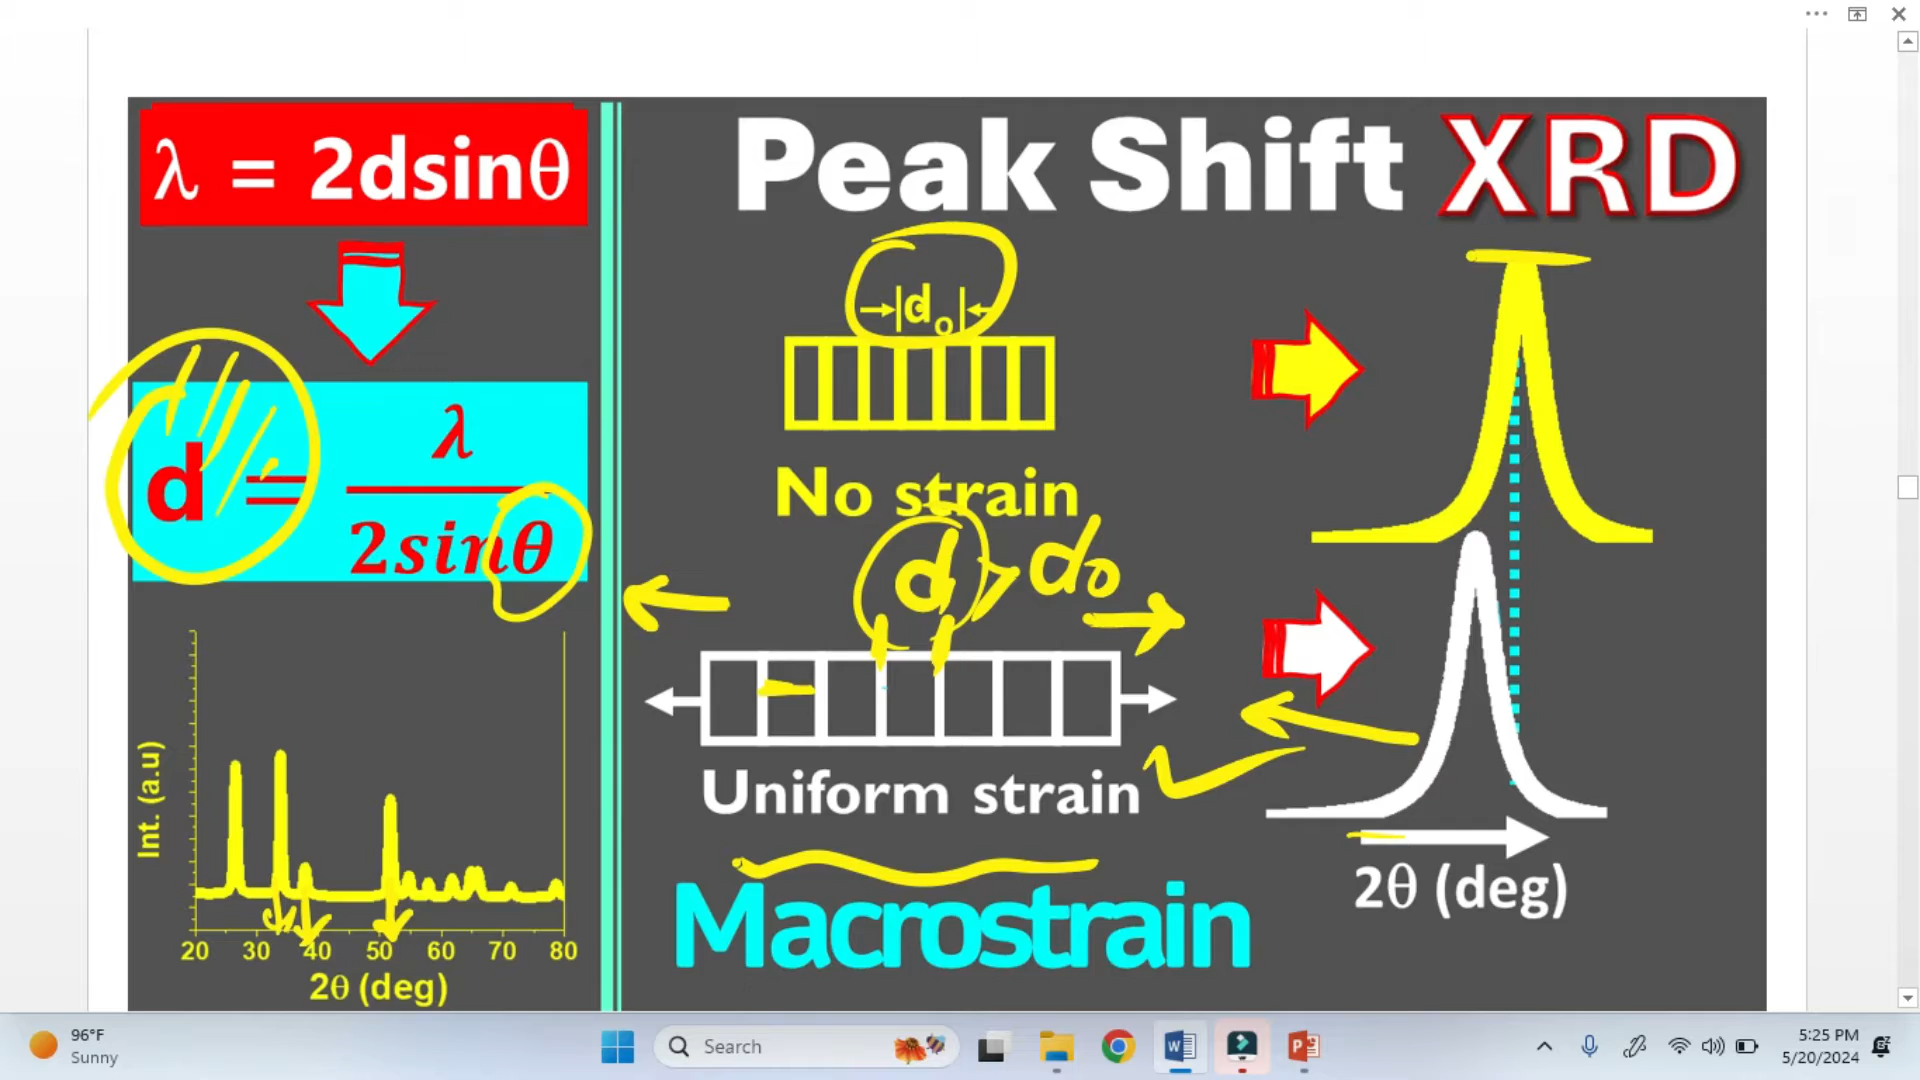 λ = 2dsinθ
d = λ
2sinθ
Int. (a.u)
20 30 40 50 60 70 80
2θ (deg)
Peak Shift XRD
d₀
No strain
d > d₀
Uniform strain
Macrostrain
2θ (deg)
96°F
Sunny
Search
5:25 PM
5/20/2024